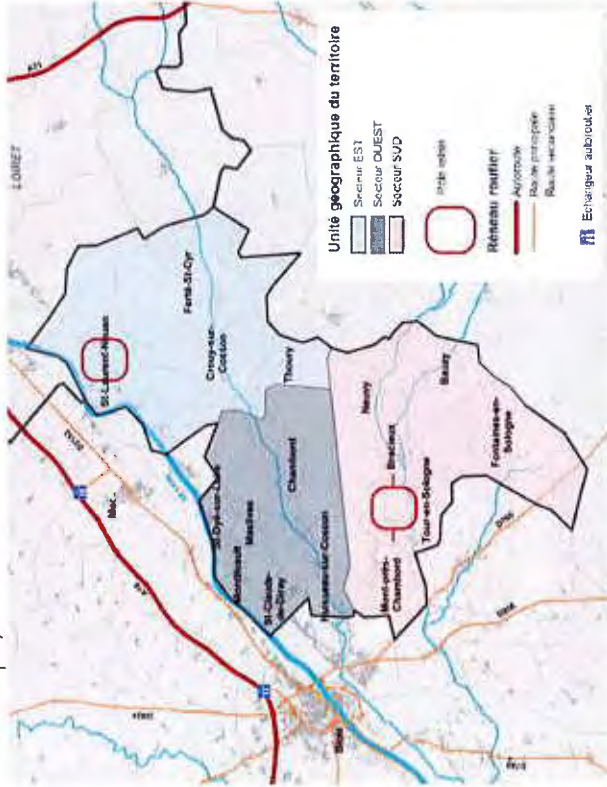 LOIRET
St-Laurent-Nouan
Ferté-St-Cyr
Crouy-sur-
Cosson
Thoury
St-Dyé-sur-Loire
Montlivault
Maslives
Chambord
St-Claude-
de-Diray
Huisseau-sur-Cosson
Mont-près-
Chambord
Bracieux
Tour-en-Sologne
Neuvy
Bauzy
Fontaines-en-
Sologne
Blois
D765
Unité géographique du territoire
Secteur EST
Secteur OUEST
Secteur SUD
Réseau routier
Autoroute
Route principale
Route secondaire
Echangeur autoroutier